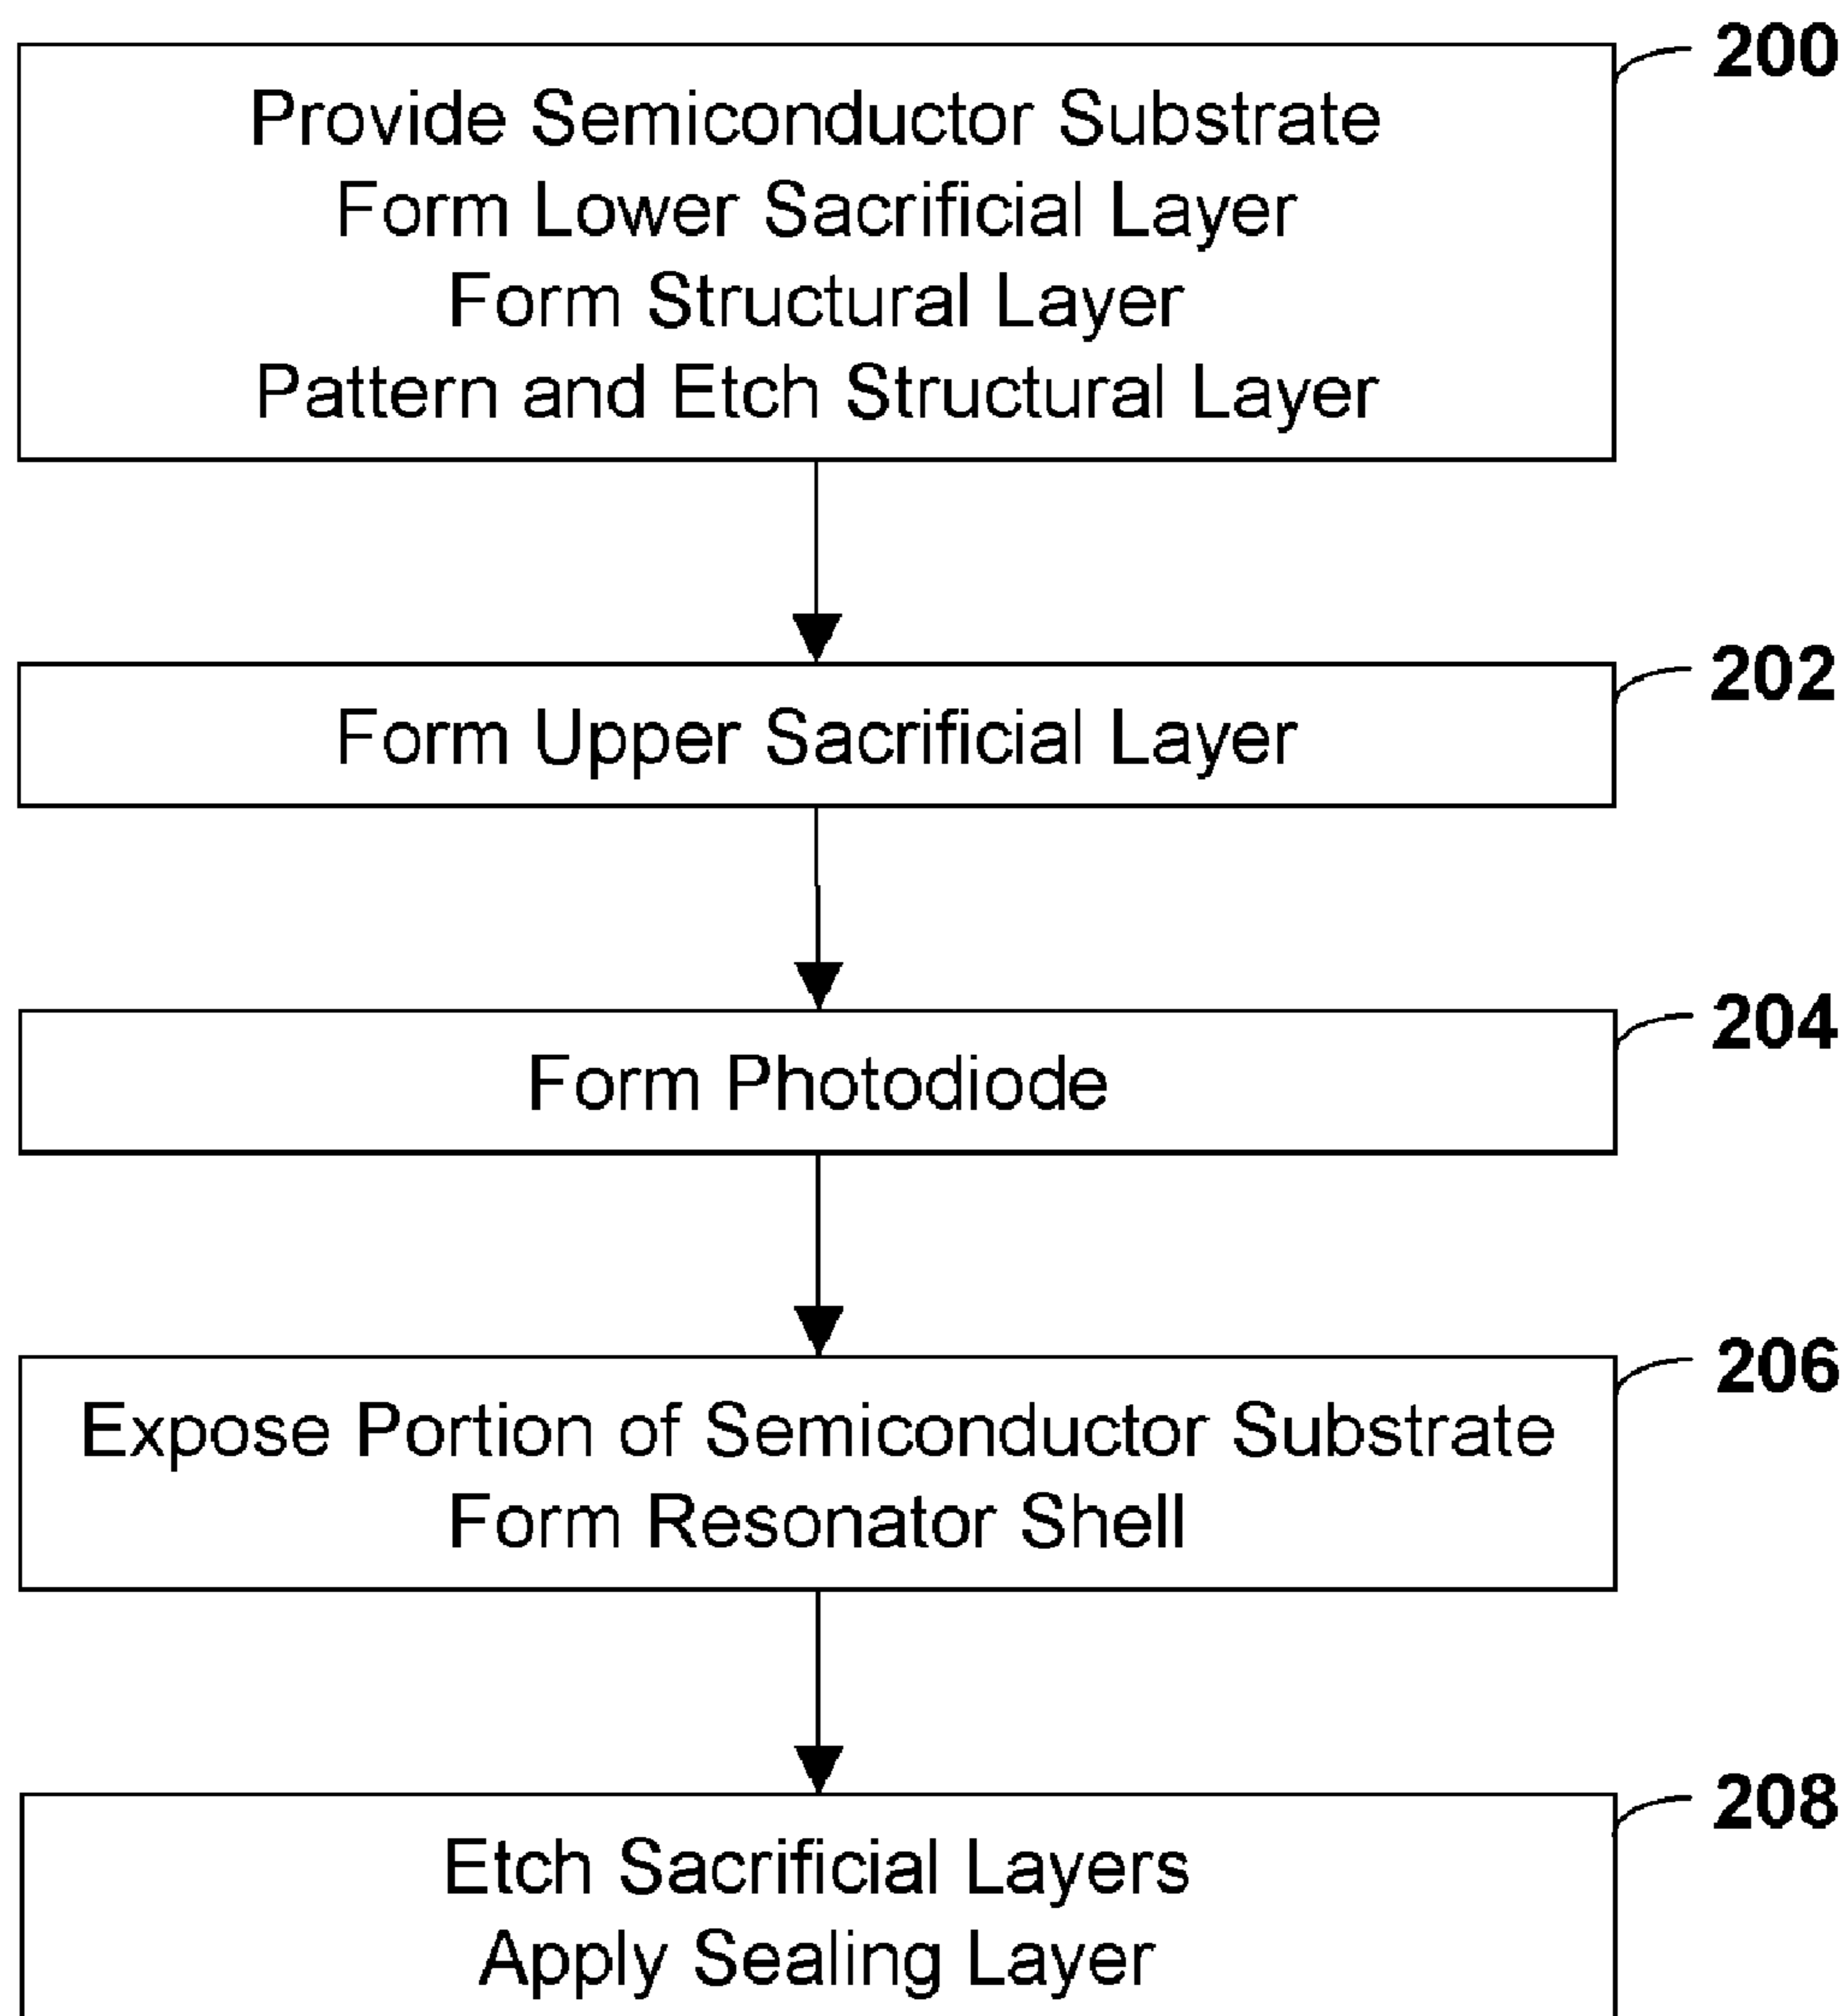 200
Provide Semiconductor Substrate
Form Lower Sacrificial Layer
Form Structural Layer
Pattern and Etch Structural Layer
202
Form Upper Sacrificial Layer
204
Form Photodiode
206
Expose Portion of Semiconductor Substrate
Form Resonator Shell
208
Etch Sacrificial Layers
Apply Sealing Layer